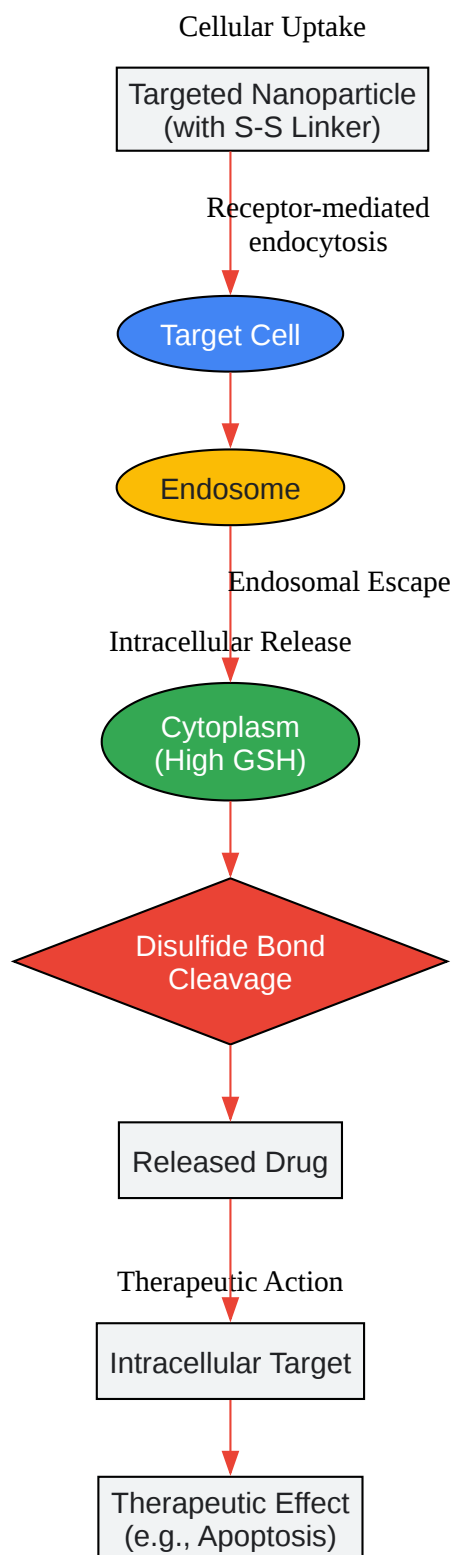 Cellular Uptake
Targeted Nanoparticle
(with S-S Linker)
Receptor-mediated
endocytosis
Target Cell
Endosome
Endosomal Escape
Intracellular Release
Cytoplasm
(High GSH)
Disulfide Bond
Cleavage
Released Drug
Therapeutic Action
Intracellular Target
Therapeutic Effect
(e.g., Apoptosis)